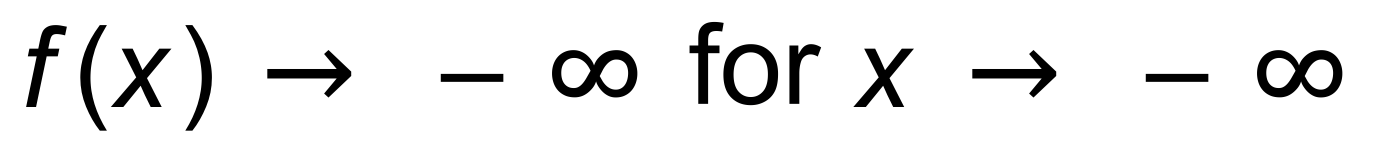 f(x) → − ∞ for x → − ∞